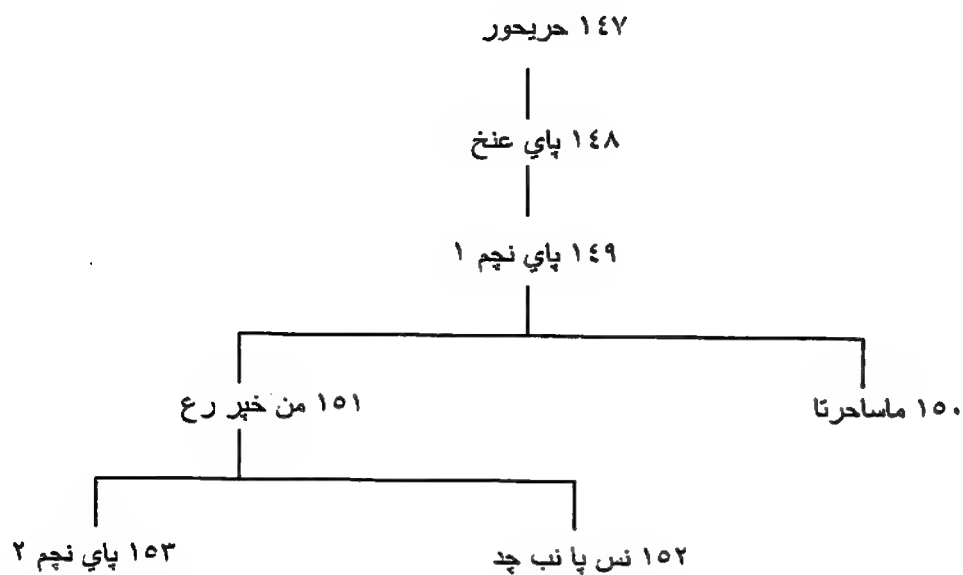 ١٤٧ حريحور
١٤٨ پاي عنخ
١٤٩ پاي نچم ١
١٥٠ ماساحرتا
١٥١ من خپر رع
١٥٢ نس پا نب چد
١٥٣ پاي نچم ٢